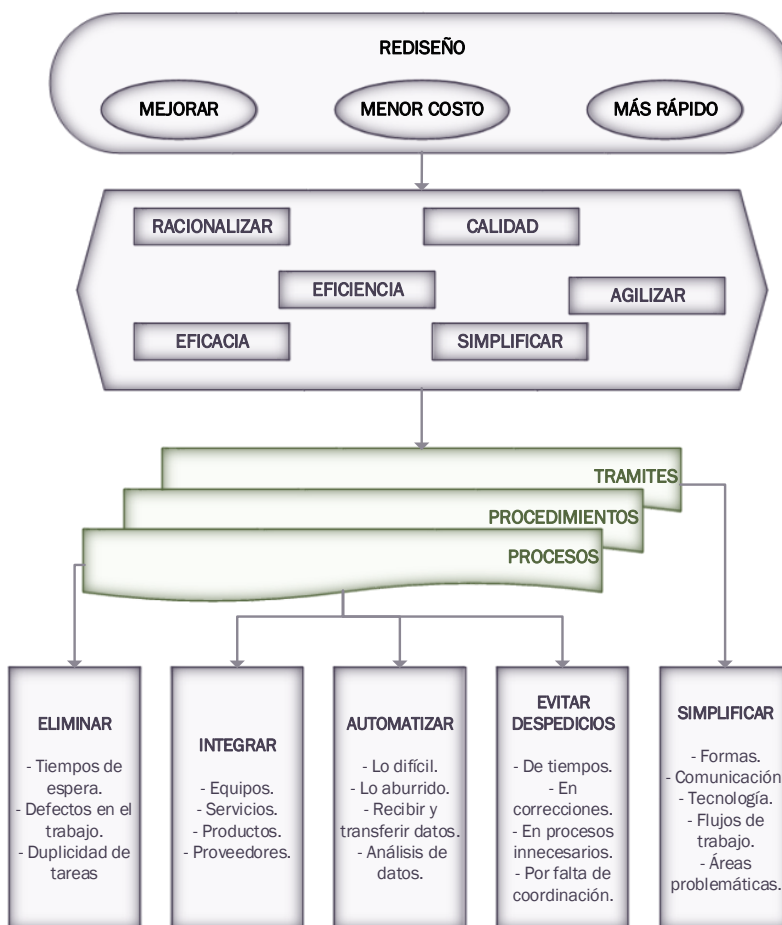 REDISEÑO
MEJORAR
MENOR COSTO
MÁS RÁPIDO
RACIONALIZAR
CALIDAD
EFICIENCIA
AGILIZAR
EFICACIA
SIMPLIFICAR
TRAMITES
PROCEDIMIENTOS
PROCESOS
ELIMINAR
- Tiempos de
espera.
- Defectos en el
trabajo.
- Duplicidad de
tareas
INTEGRAR
- Equipos.
- Servicios.
- Productos.
- Proveedores.
AUTOMATIZAR
- Lo difícil.
- Lo aburrido.
- Recibir y
transferir datos.
- Análisis de
datos.
EVITAR
DESPEDICIOS
- De tiempos.
- En
correcciones.
- En procesos
innecesarios.
- Por falta de
coordinación.
SIMPLIFICAR
- Formas.
- Comunicación
- Tecnología.
- Flujos de
trabajo.
- Áreas
problemáticas.